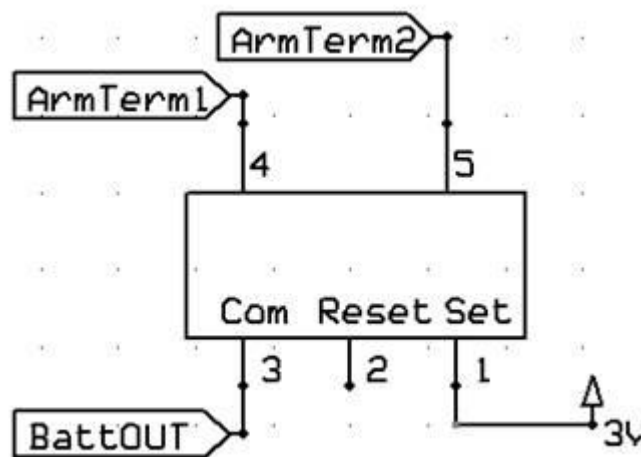 ArmTerm2
ArmTerm1
4 5
Com Reset Set
3 2 1
BattOUT 3V